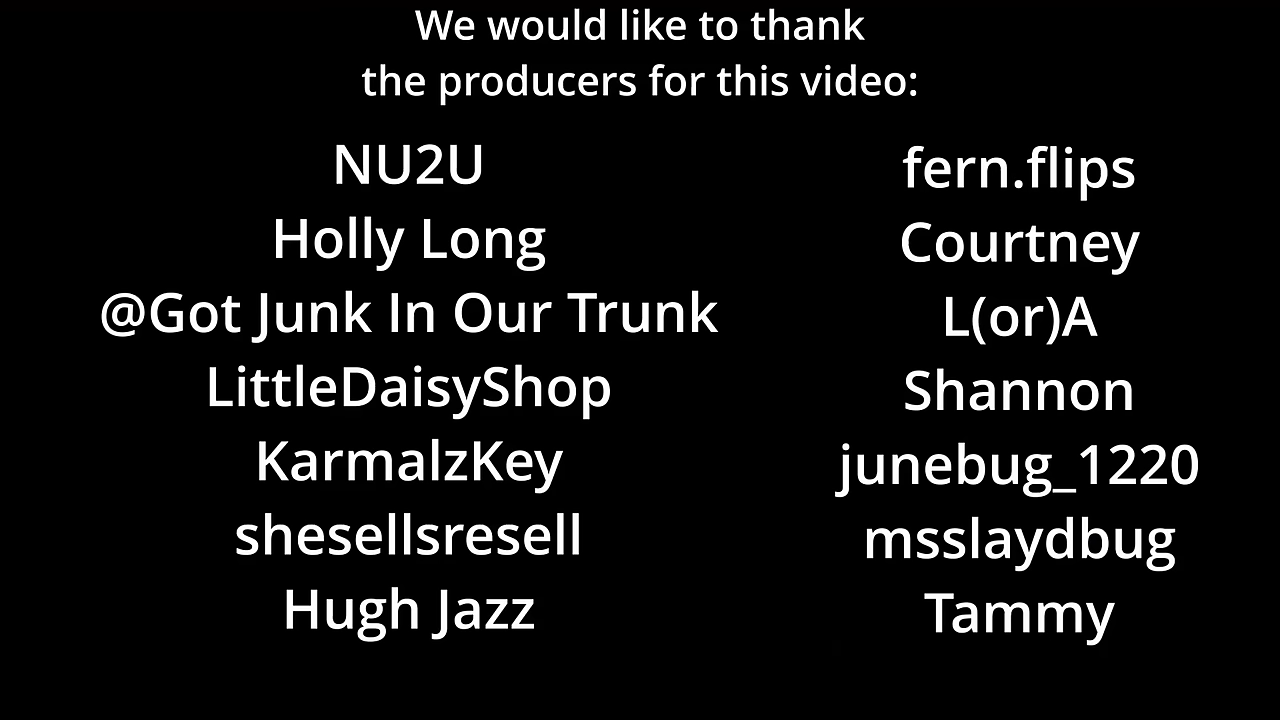 We would like to thank
the producers for this video:
NU2U
Holly Long
@Got Junk In Our Trunk
LittleDaisyShop
KarmalzKey
shesellsresell
Hugh Jazz
fern.flips
Courtney
L(or)A
Shannon
junebug_1220
msslaydbug
Tammy